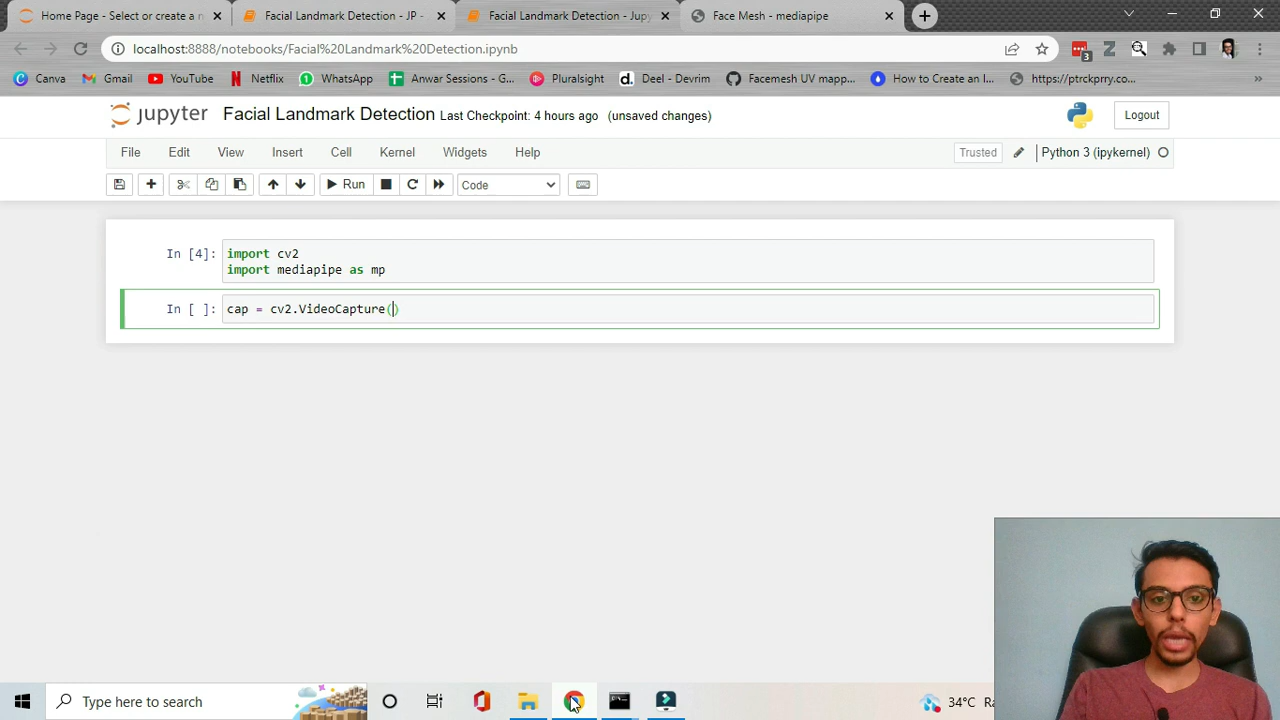 Home Page - Select or create a n
Facial Landmark Detection - JP -
Facial Landmark Detection - Jupy
Face Mesh - mediapipe
localhost:8888/notebooks/Facial%20Landmark%20Detection.ipynb
3
Canva
Gmail
YouTube
Netflix
WhatsApp
Anwar Sessions - G...
Pluralsight
Deel - Devrim
Facemesh UV mapp...
How to Create an I...
https://ptrckprry.co...
jupyter Facial Landmark Detection Last Checkpoint: 4 hours ago (unsaved changes)
Logout
File Edit View Insert Cell Kernel Widgets Help
Trusted
Python 3 (ipykernel)
Run
Code
In [4]: import cv2
import mediapipe as mp
In [ ]: cap = cv2.VideoCapture()
Type here to search
34°C